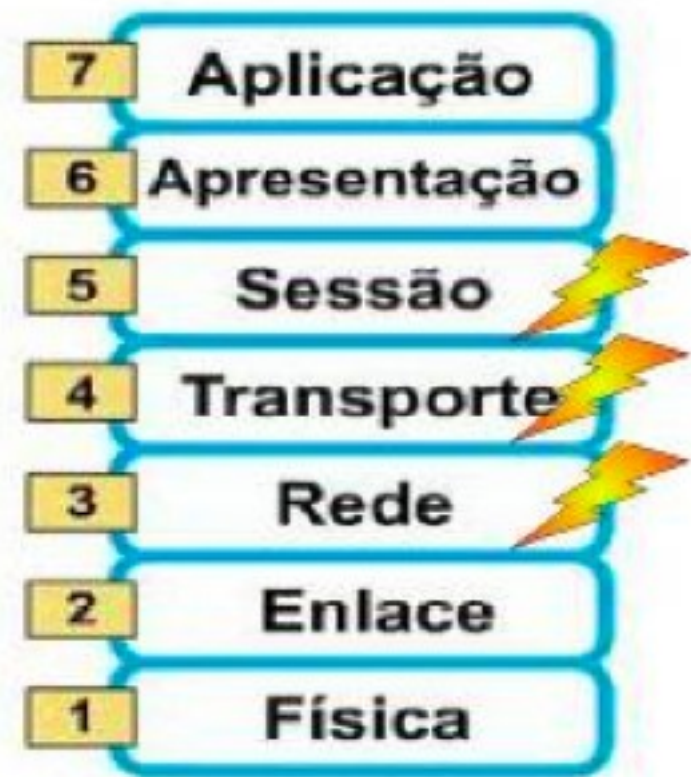 7 Aplicação
6 Apresentação
5 Sessão
4 Transporte
3 Rede
2 Enlace
1 Física